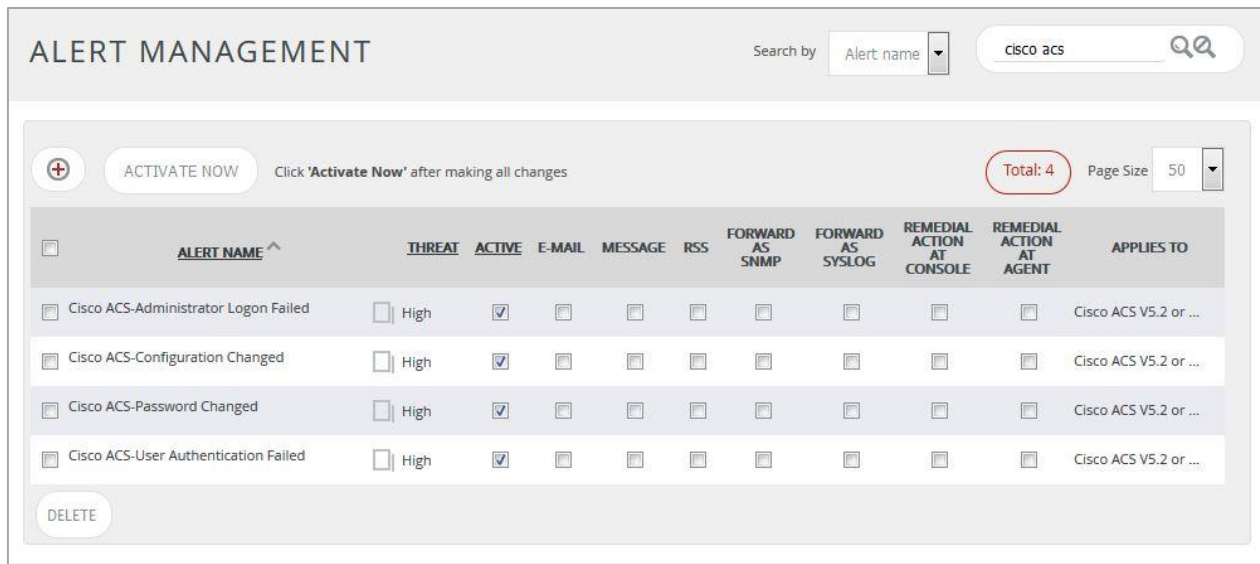 ALERT MANAGEMENT
Search by Alert name cisco acs
ACTIVATE NOW Click 'Activate Now' after making all changes Total: 4 Page Size 50
ALERT NAME THREAT ACTIVE E-MAIL MESSAGE RSS FORWARD AS SNMP FORWARD AS SYSLOG REMEDIAL ACTION AT CONSOLE REMEDIAL ACTION AT AGENT APPLIES TO
Cisco ACS-Administrator Logon Failed High Cisco ACS V5.2 or ...
Cisco ACS-Configuration Changed High Cisco ACS V5.2 or ...
Cisco ACS-Password Changed High Cisco ACS V5.2 or ...
Cisco ACS-User Authentication Failed High Cisco ACS V5.2 or ...
DELETE